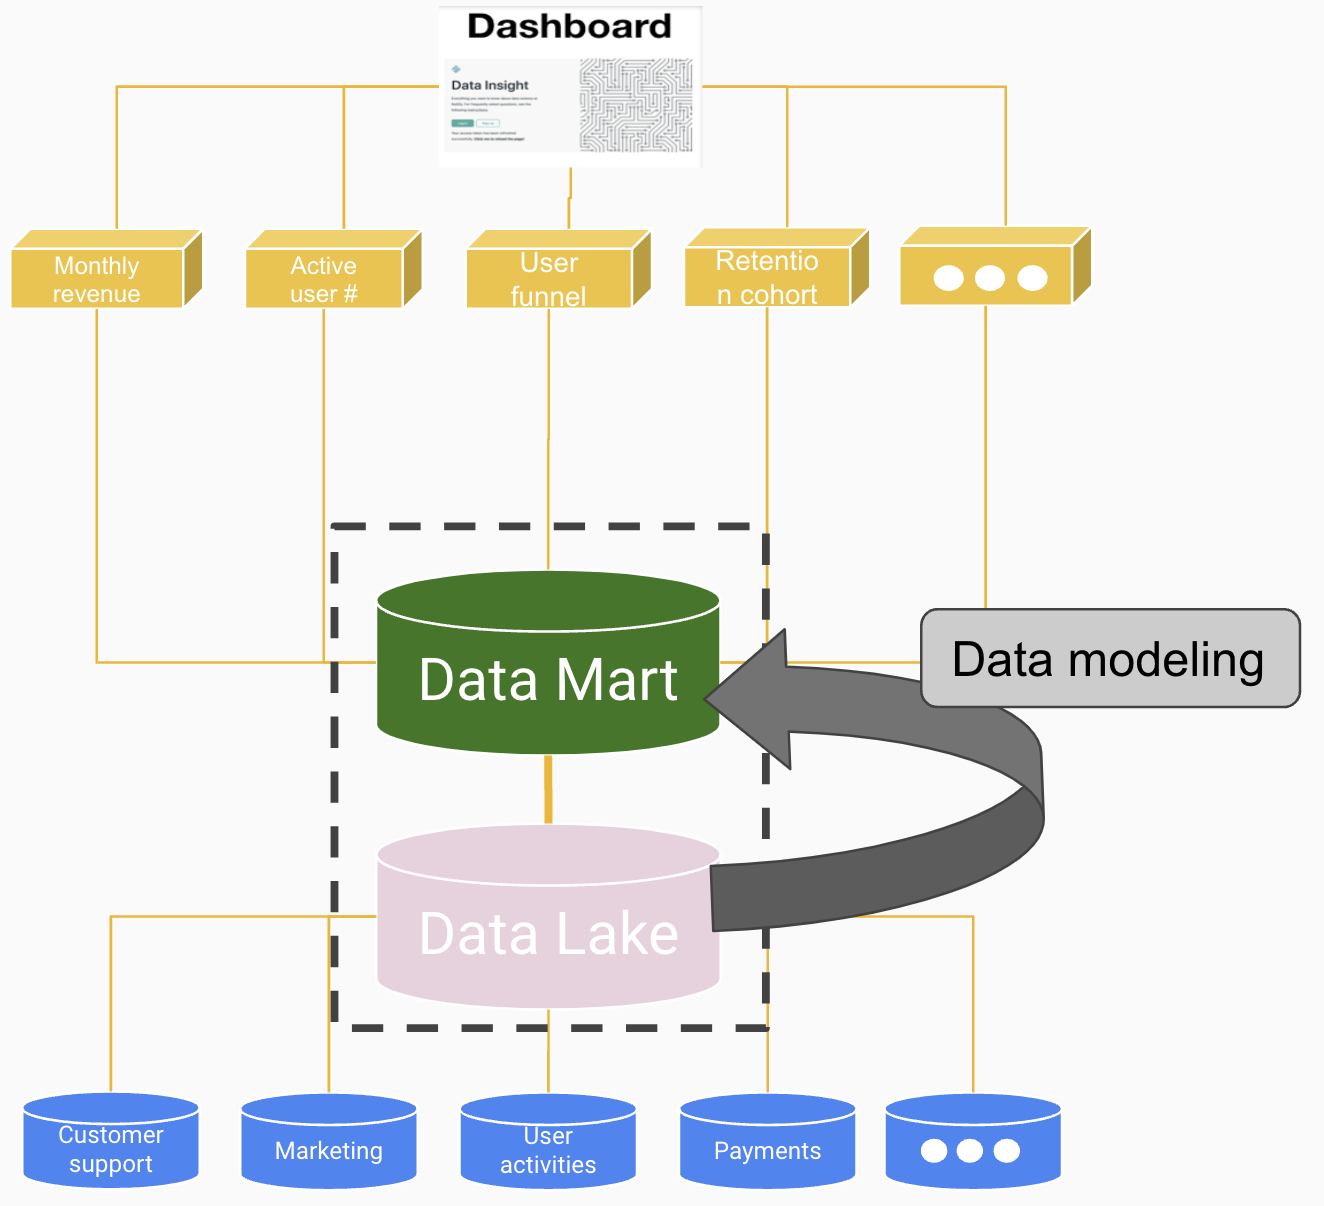 Dashboard
Data Insight
Monthly
revenue
Active
user #
User
funnel
Retentio
n cohort
Data Mart
Data modeling
Data Lake
Customer
support
Marketing
User
activities
Payments